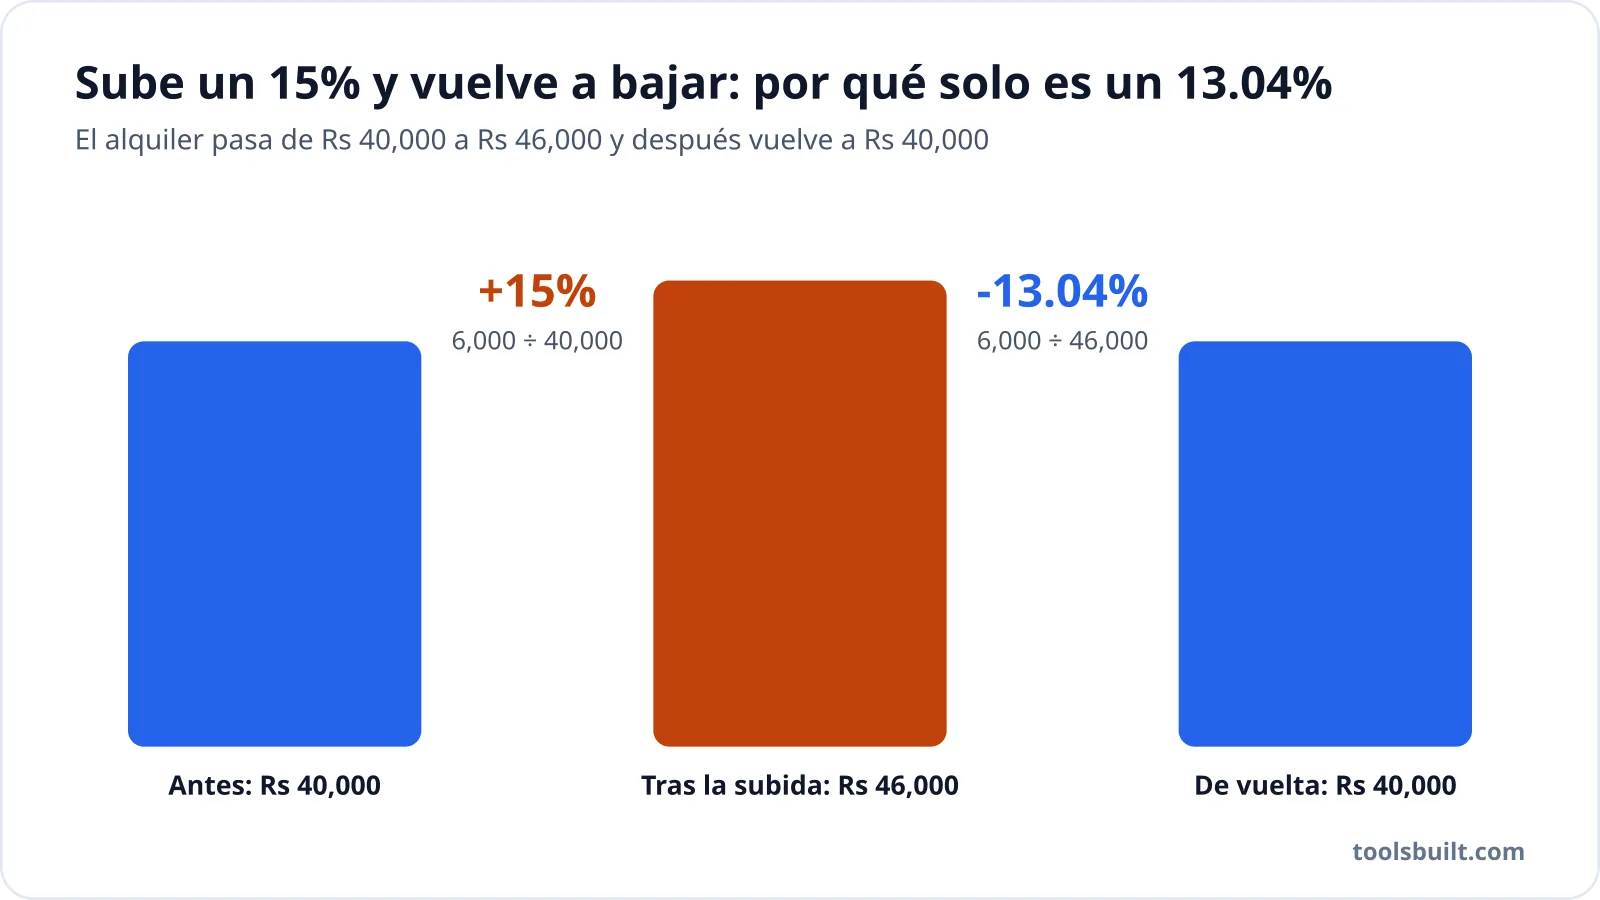 Sube un 15% y vuelve a bajar: por qué solo es un 13.04%
El alquiler pasa de Rs 40,000 a Rs 46,000 y después vuelve a Rs 40,000
+15%
6,000 ÷ 40,000
-13.04%
6,000 ÷ 46,000
Antes: Rs 40,000
Tras la subida: Rs 46,000
De vuelta: Rs 40,000
toolsbuilt.com